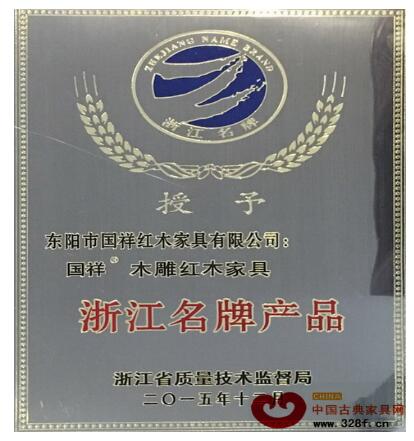 ZHEJIANG NAME BRAND
浙江名牌
授予
东阳市国祥红木家具有限公司：
国祥® 木雕红木家具
浙江名牌产品
浙江省质量技术监督局
二〇一五年十二月
CHINA
中国古典家具网
www.328f.cn